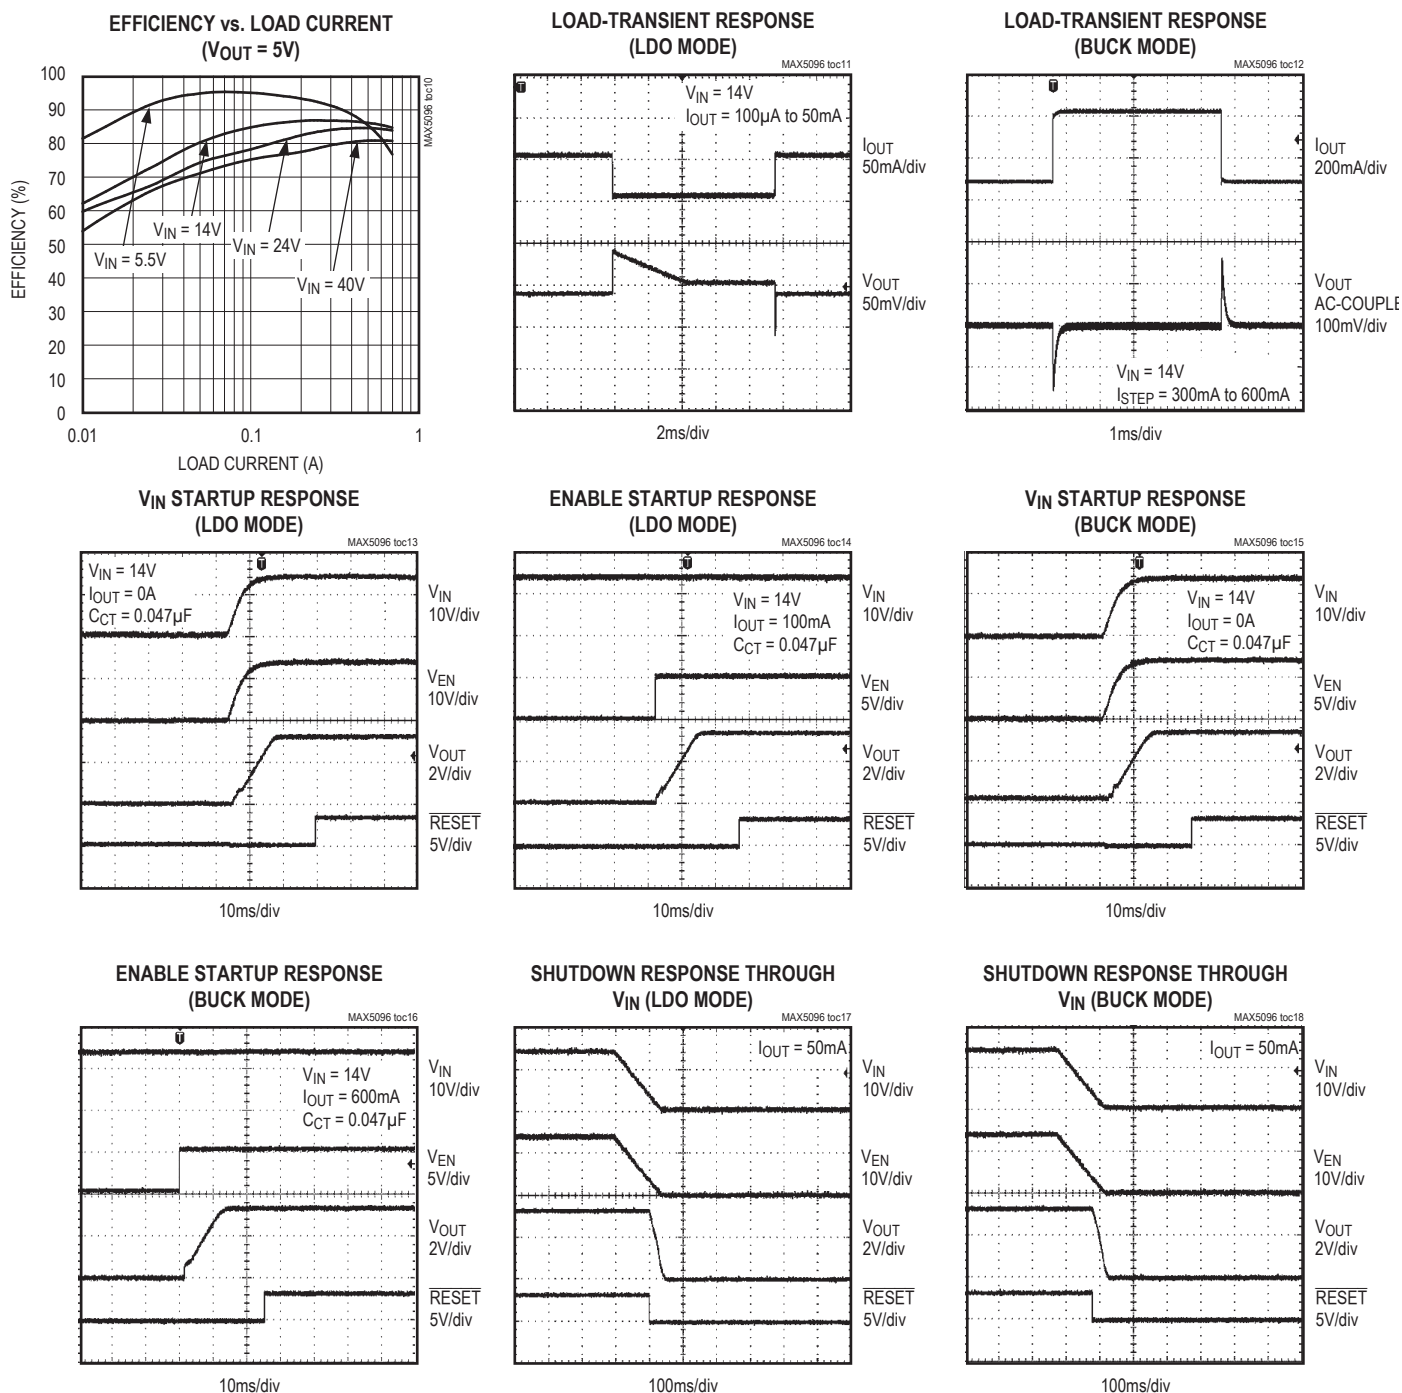 EFFICIENCY vs. LOAD CURRENT
(VOUT = 5V)
MAX5096 toc10
EFFICIENCY (%)
100
90
80
70
60
50
40
30
20
10
0
VIN = 5.5V
VIN = 14V
VIN = 24V
VIN = 40V
0.01
0.1
1
LOAD CURRENT (A)
LOAD-TRANSIENT RESPONSE
(LDO MODE)
MAX5096 toc11
T
VIN = 14V
IOUT = 100µA to 50mA
IOUT
50mA/div
VOUT
50mV/div
2ms/div
LOAD-TRANSIENT RESPONSE
(BUCK MODE)
MAX5096 toc12
T
IOUT
200mA/div
VOUT
AC-COUPLE
100mV/div
VIN = 14V
ISTEP = 300mA to 600mA
1ms/div
VIN STARTUP RESPONSE
(LDO MODE)
MAX5096 toc13
T
VIN = 14V
IOUT = 0A
CCT = 0.047µF
VIN
10V/div
VEN
10V/div
VOUT
2V/div
RESET
5V/div
10ms/div
ENABLE STARTUP RESPONSE
(LDO MODE)
MAX5096 toc14
T
VIN = 14V
IOUT = 100mA
CCT = 0.047µF
VIN
10V/div
VEN
5V/div
VOUT
2V/div
RESET
5V/div
10ms/div
VIN STARTUP RESPONSE
(BUCK MODE)
MAX5096 toc15
T
VIN = 14V
IOUT = 0A
CCT = 0.047µF
VIN
10V/div
VEN
5V/div
VOUT
2V/div
RESET
5V/div
10ms/div
ENABLE STARTUP RESPONSE
(BUCK MODE)
MAX5096 toc16
T
VIN = 14V
IOUT = 600mA
CCT = 0.047µF
VIN
10V/div
VEN
5V/div
VOUT
2V/div
RESET
5V/div
10ms/div
SHUTDOWN RESPONSE THROUGH
VIN (LDO MODE)
MAX5096 toc17
IOUT = 50mA
VIN
10V/div
VEN
10V/div
VOUT
2V/div
RESET
5V/div
100ms/div
SHUTDOWN RESPONSE THROUGH
VIN (BUCK MODE)
MAX5096 toc18
IOUT = 50mA
VIN
10V/div
VEN
10V/div
VOUT
2V/div
RESET
5V/div
100ms/div